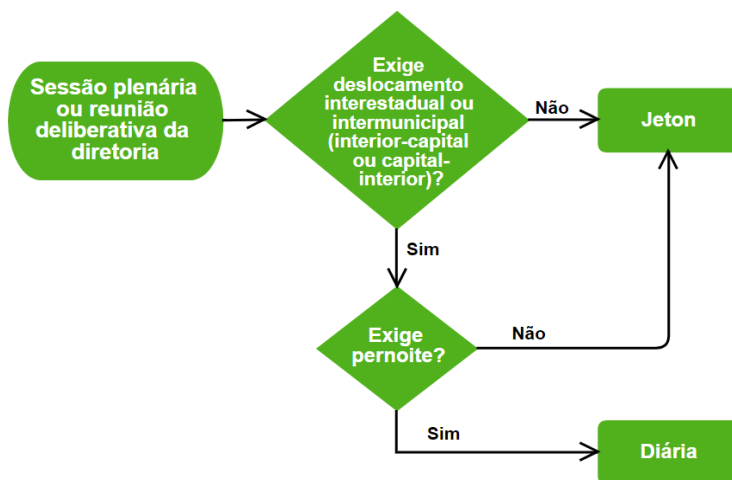 Sessão plenária
ou reunião
deliberativa da
diretoria
Exige
deslocamento
interestadual ou
intermunicipal
(interior-capital
ou capital-
interior)?
Não
Jeton
Sim
Exige
pernoite?
Não
Sim
Diária